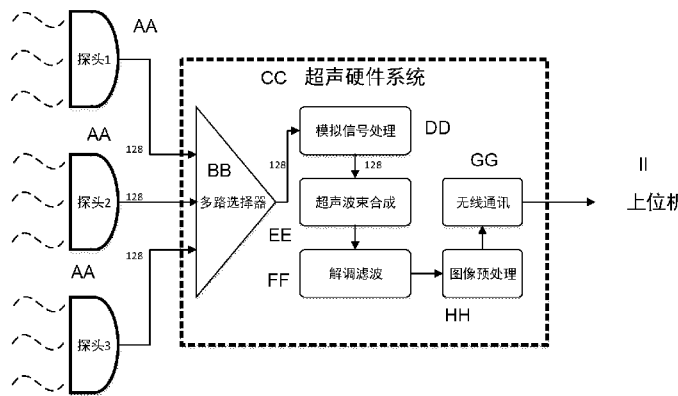 AA
探头1
CC 超声硬件系统
AA
BB
多路选择器
模拟信号处理
DD
128
128
128
GG
II
探头2
128
超声波束合成
无线通讯
上位机
EE
AA
128
FF
解调滤波
图像预处理
HH
探头3